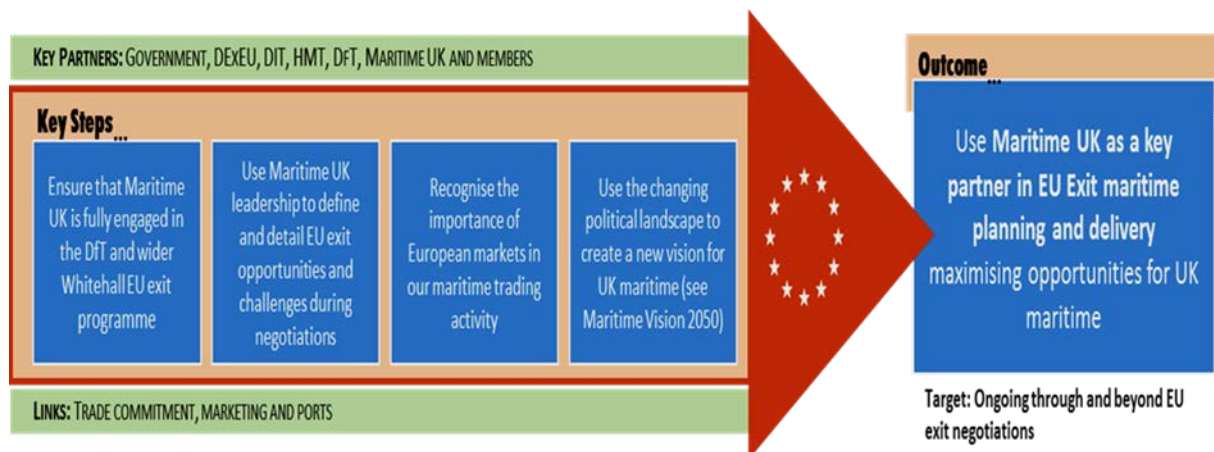 KEY PARTNERS: GOVERNMENT, DEXEU, DIT, HMT, DFT, MARITIME UK AND MEMBERS
Key Steps...
Ensure that Maritime
UK is fully engaged in
the DfT and wider
Whitehall EU exit
programme
Use Maritime UK
leadership to define
and detail EU exit
opportunities and
challenges during
negotiations
Recognise the
importance of
European markets in
our maritime trading
activity
Use the changing
political landscape to
create a new vision for
UK maritime (see
Maritime Vision 2050)
LINKS: TRADE COMMITMENT, MARKETING AND PORTS
Outcome...
Use Maritime UK as a key
partner in EU Exit maritime
planning and delivery
maximising opportunities for UK
maritime
Target: Ongoing through and beyond EU
exit negotiations